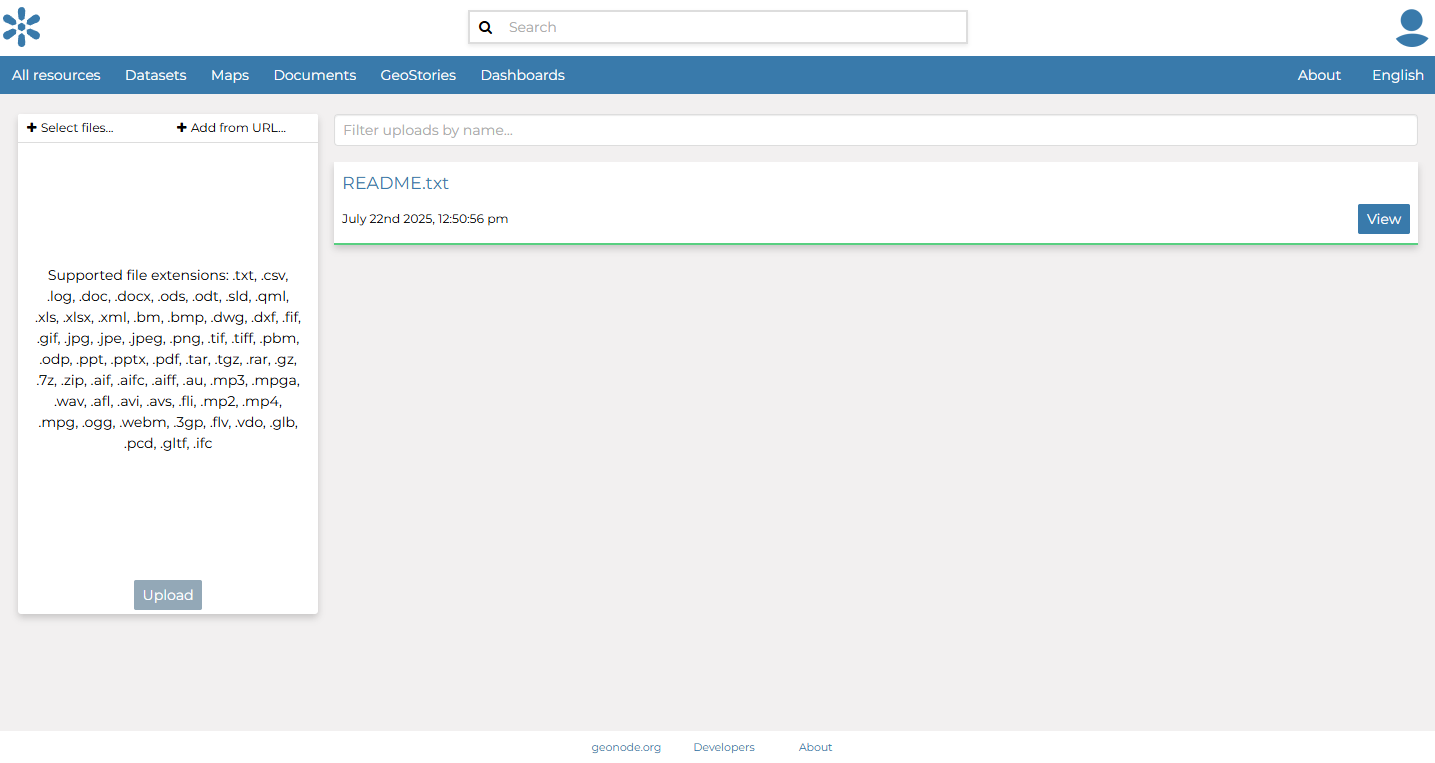 Search
All resources Datasets Maps Documents GeoStories Dashboards About English
Select files... Add from URL...
Filter uploads by name...
README.txt
July 22nd 2025, 12:50:56 pm
View
Supported file extensions: .txt, .csv,
.log, .doc, .docx, .ods, .odt, .sld, .qml,
.xls, .xlsx, .xml, .bm, .bmp, .dwg, .dxf, .fif,
.gif, .jpg, .jpe, .jpeg, .png, .tif, .tiff, .pbm,
.odp, .ppt, .pptx, .pdf, .tar, .tgz, .rar, .gz,
.7z, .zip, .aif, .aifc, .aiff, .au, .mp3, .mpga,
.wav, .afl, .avi, .avs, .fli, .mp2, .mp4,
.mpg, .ogg, .webm, .3gp, .flv, .vdo, .glb,
.pcd, .gltf, .ifc
Upload
geonode.org Developers About